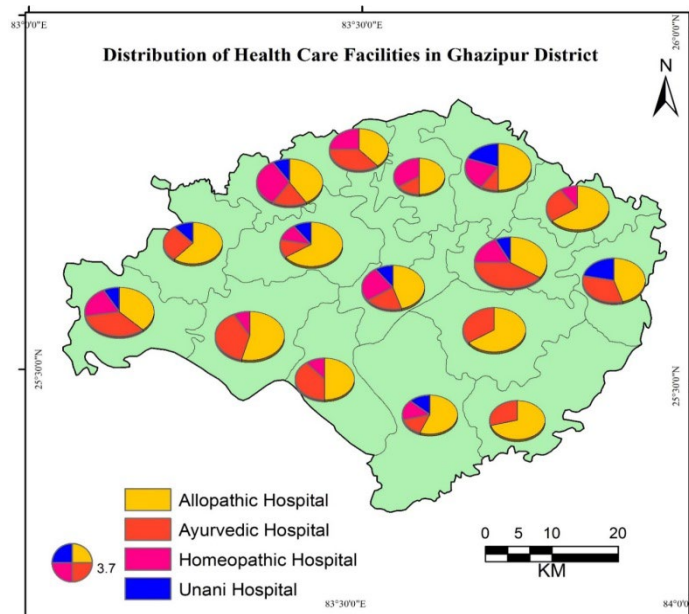 83°0'0"E
83°30'0"E
26°0'0"N
Distribution of Health Care Facilities in Ghazipur District
N
25°30'0"N
25°30'0"N
Allopathic Hospital
Ayurvedic Hospital
Homeopathic Hospital
Unani Hospital
3.7
0 5 10 20
KM
83°30'0"E
84°0'0"E